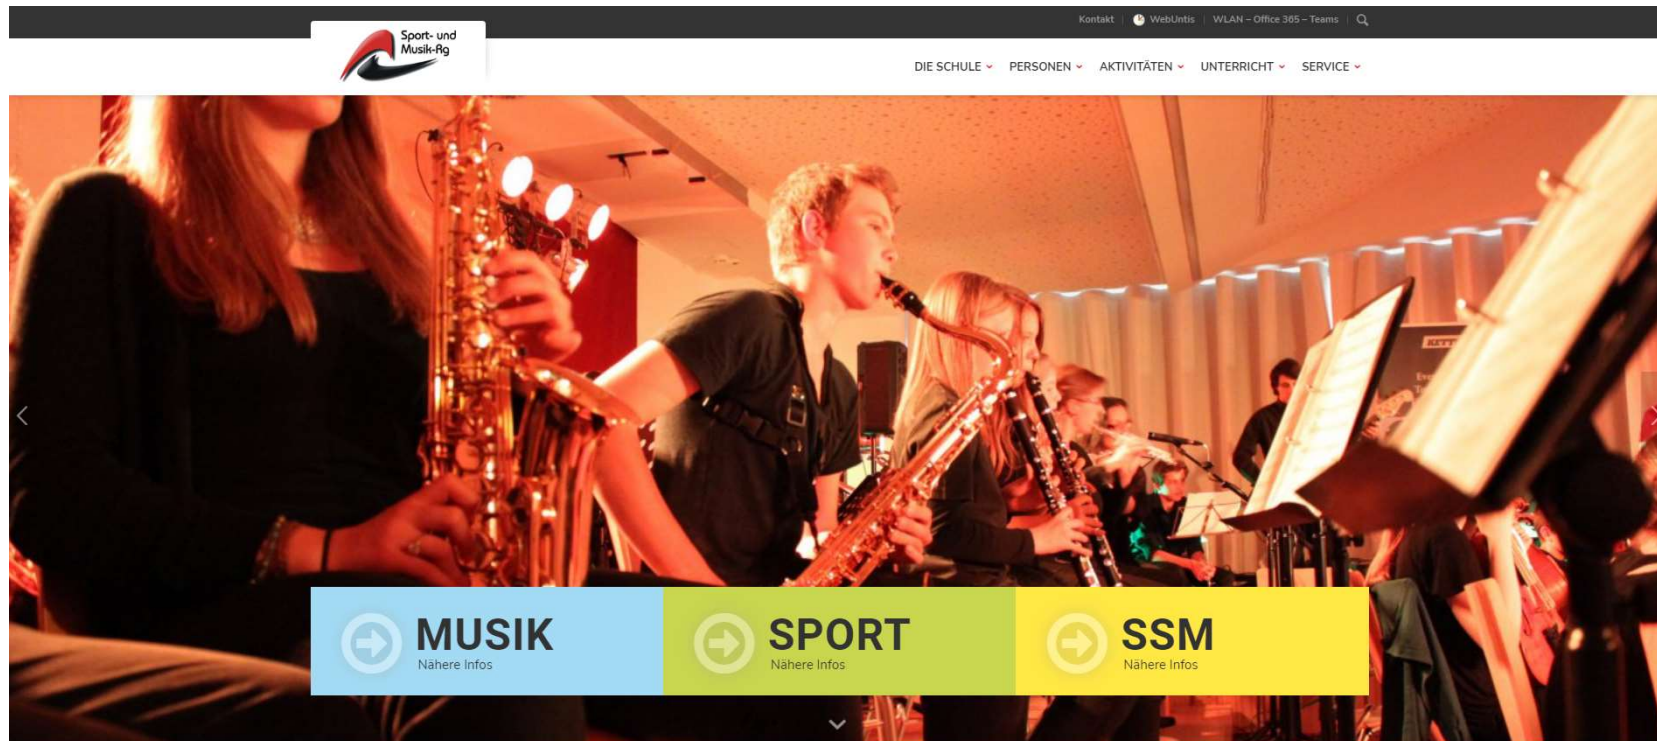 Kontakt
WebUntis
WLAN – Office 365 – Teams
Sport- und
Musik-Rg
DIE SCHULE
PERSONEN
AKTIVITÄTEN
UNTERRICHT
SERVICE
MUSIK
Nähere Infos
SPORT
Nähere Infos
SSM
Nähere Infos